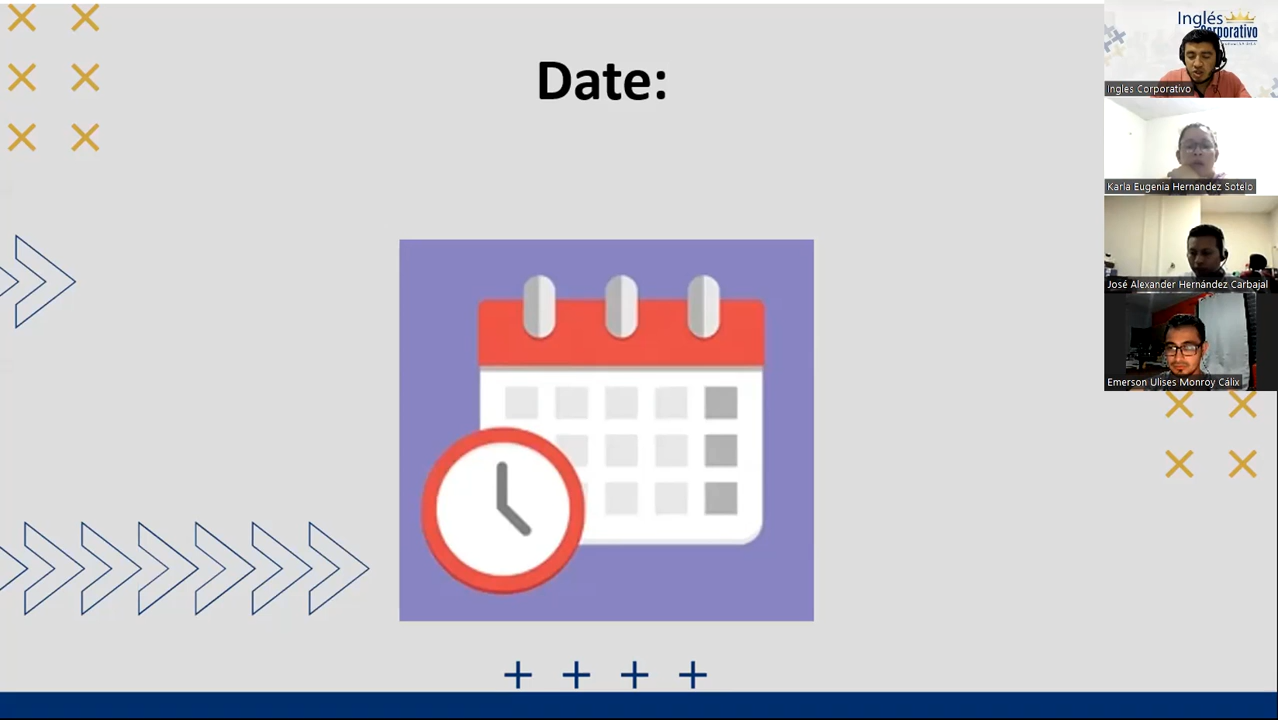 Date:
Inglés
Corporativo
Ingles Corporativo
Karla Eugenia Hernandez Sotelo
José Alexander Hernández Carbajal
Emerson Ulises Monroy Cálix